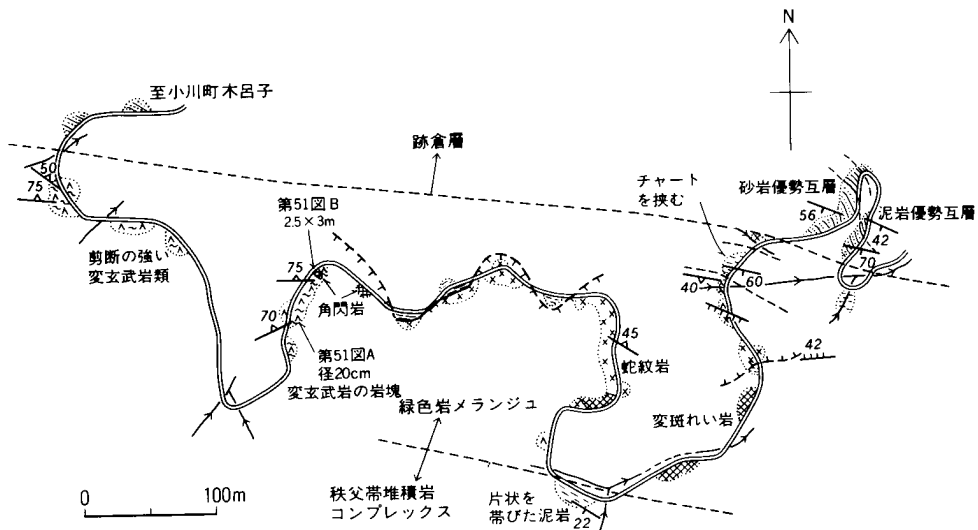 N
至小川町木呂子
跡倉層
チャート
を挟む
砂岩優勢互層
56
泥岩優勢互層
42
70
50
75
第51図B
2.5×3m
剪断の強い
変玄武岩類
75
角閃岩
70
第51図A
径20cm
変玄武岩の岩塊
40
60
45
蛇紋岩
42
緑色岩メランジュ
変斑れい岩
秩父帯堆積岩
コンプレックス
片状を
帯びた泥岩
22
0
100m